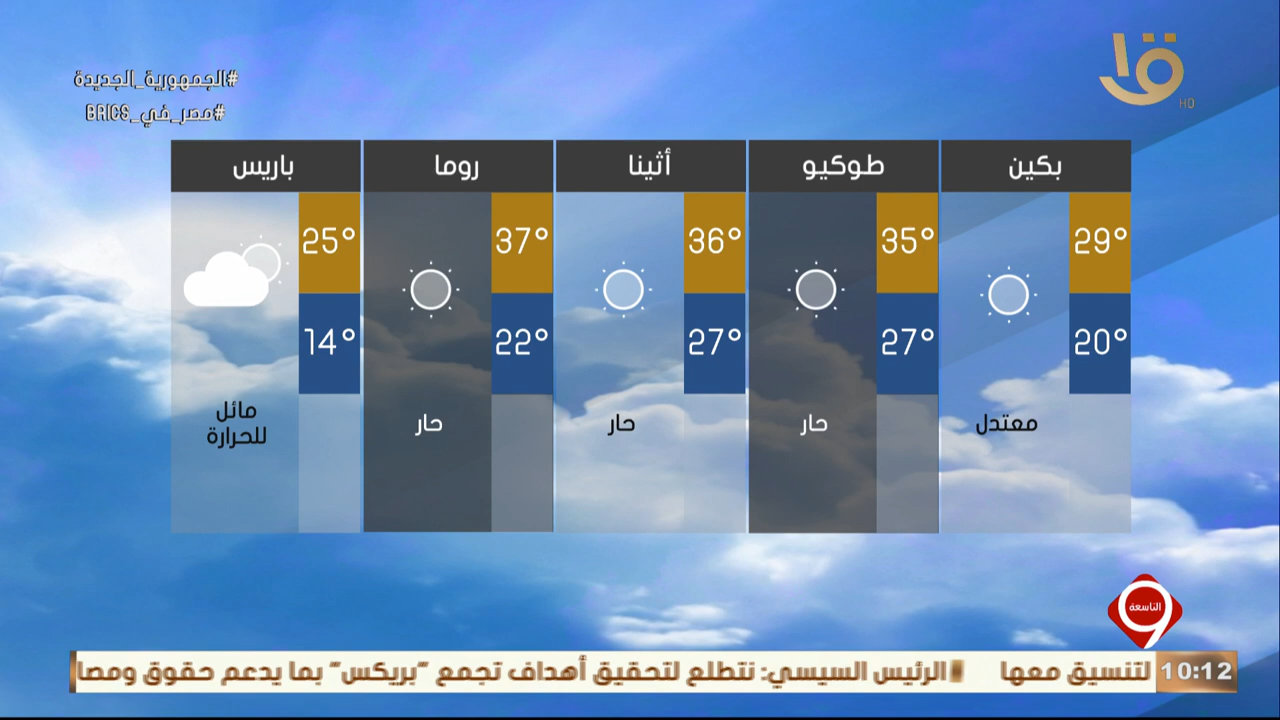 #الجمهورية_الجديدة
#مصر_في_BRICS
HD
بكين
29°
20°
معتدل
طوكيو
35°
27°
حار
أثينا
36°
27°
حار
روما
37°
22°
حار
باريس
25°
14°
مائل
للحرارة
التاسعة
9
10:12
لتنسيق معها
الرئيس السيسي: نتطلع لتحقيق أهداف تجمع "بريكس" بما يدعم حقوق ومصا